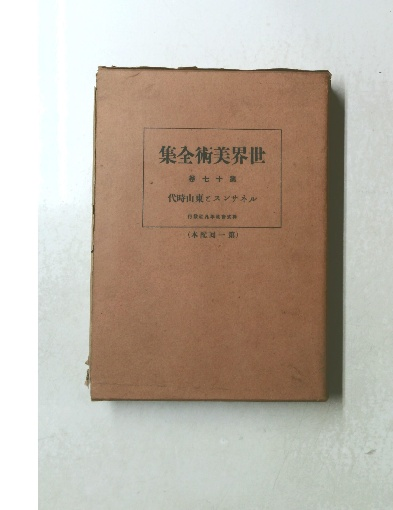 世界美術全集
第十七卷
ルネサンスと東山時代
(第一回配本)